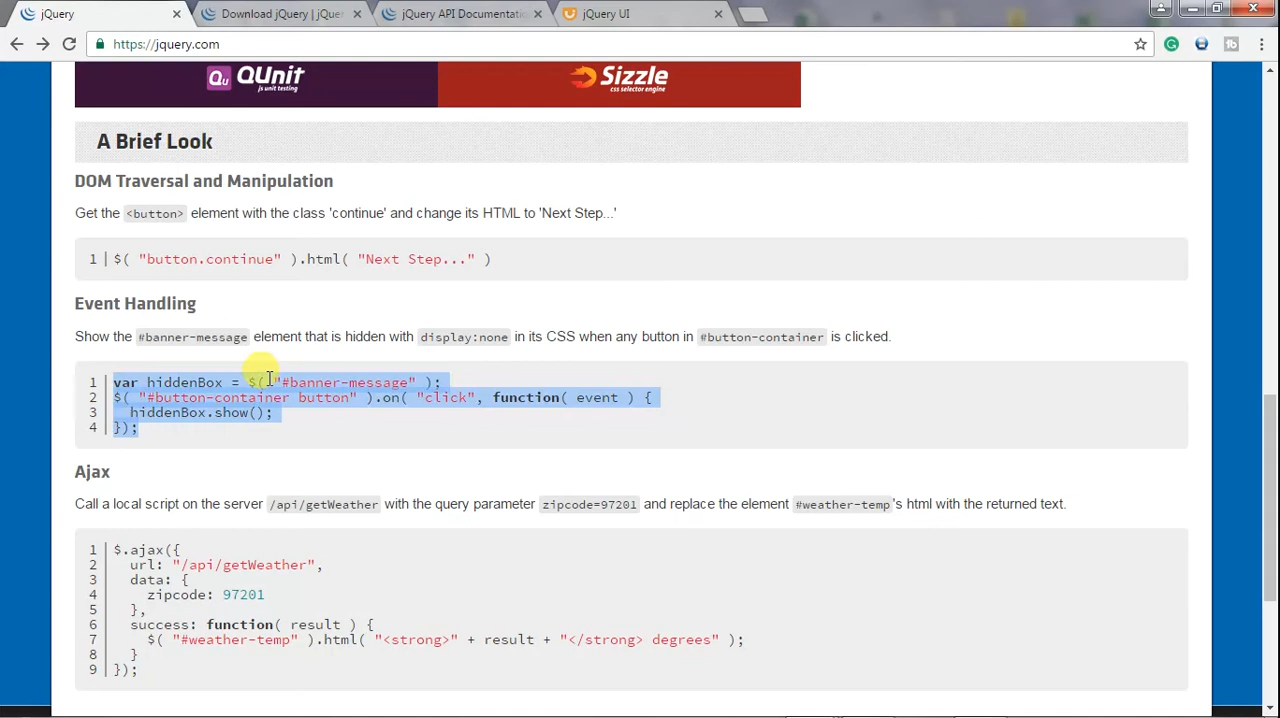 jQuery
Download jQuery | jQuer
jQuery API Documentatio
jQuery UI
https://jquery.com
Qu QUnit
js unit testing
Sizzle
css selector engine
A Brief Look
DOM Traversal and Manipulation
Get the <button> element with the class 'continue' and change its HTML to 'Next Step...'
1 $( "button.continue" ).html( "Next Step..." )
Event Handling
Show the #banner-message element that is hidden with display:none in its CSS when any button in #button-container is clicked.
1 var hiddenBox = $( "#banner-message" );
2 $( "#button-container button" ).on( "click", function( event ) {
3 hiddenBox.show();
4 });
Ajax
Call a local script on the server /api/getWeather with the query parameter zipcode=97201 and replace the element #weather-temp's html with the returned text.
1 $.ajax({
2 url: "/api/getWeather",
3 data: {
4 zipcode: 97201
5 },
6 success: function( result ) {
7 $( "#weather-temp" ).html( "<strong>" + result + "</strong> degrees" );
8 }
9 });